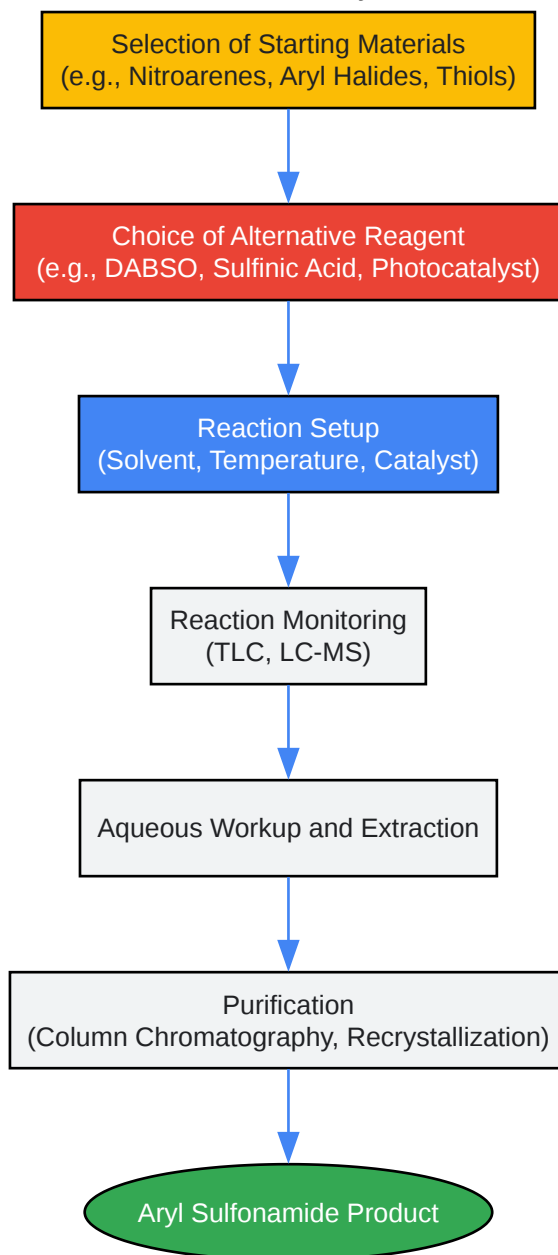 Selection of Starting Materials
(e.g., Nitroarenes, Aryl Halides, Thiols)
Choice of Alternative Reagent
(e.g., DABSO, Sulfinic Acid, Photocatalyst)
Reaction Setup
(Solvent, Temperature, Catalyst)
Reaction Monitoring
(TLC, LC-MS)
Aqueous Workup and Extraction
Purification
(Column Chromatography, Recrystallization)
Aryl Sulfonamide Product